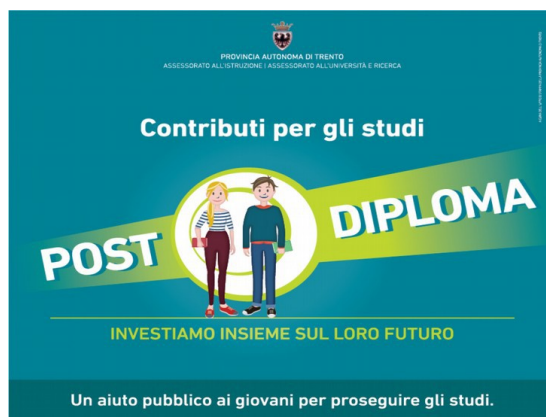 PROVINCIA AUTONOMA DI TRENTO
ASSESSORATO ALL'ISTRUZIONE | ASSESSORATO ALL'UNIVERSITÀ E RICERCA
Contributi per gli studi
POST DIPLOMA
INVESTIAMO INSIEME SUL LORO FUTURO
Un aiuto pubblico ai giovani per proseguire gli studi.